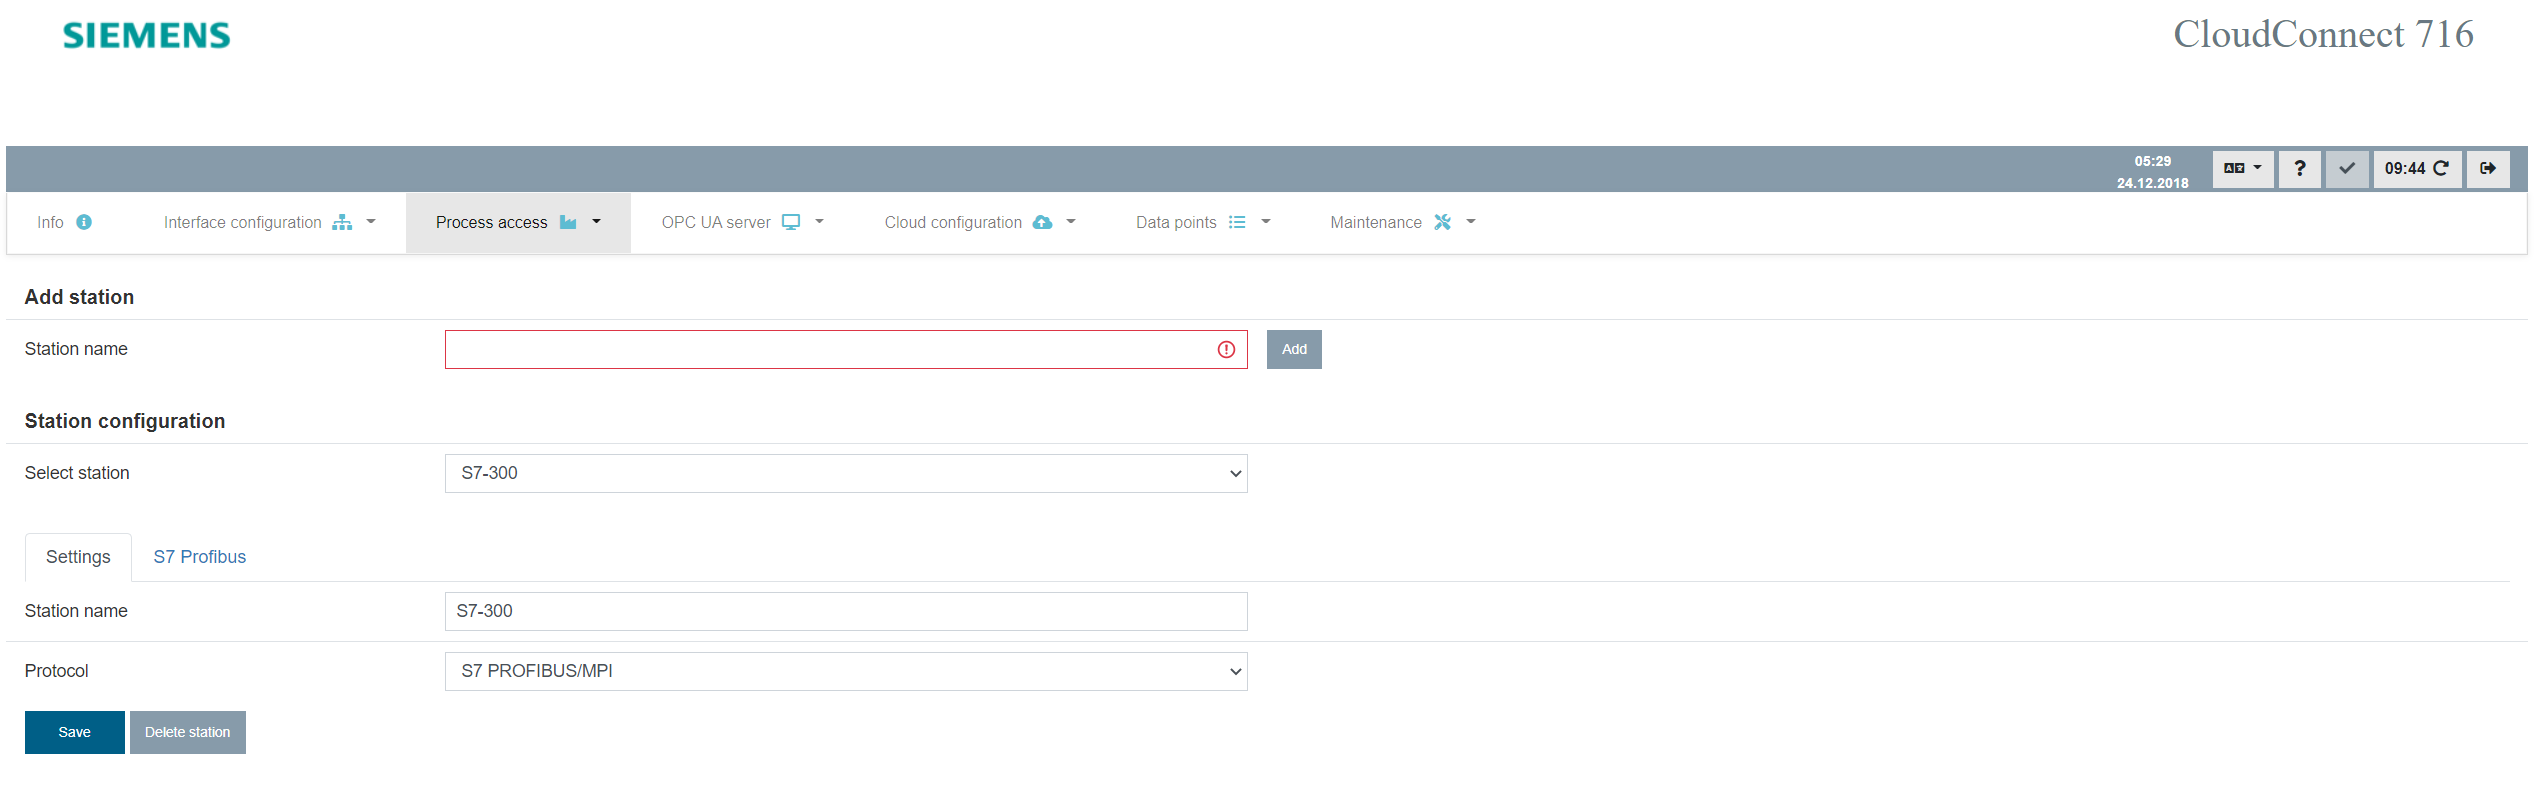 SIEMENS
CloudConnect 716
05:29
24.12.2018
?
09:44
Info
Interface configuration
Process access
OPC UA server
Cloud configuration
Data points
Maintenance
Add station
Station name
Add
Station configuration
Select station
S7-300
Settings
S7 Profibus
Station name
S7-300
Protocol
S7 PROFIBUS/MPI
Save
Delete station